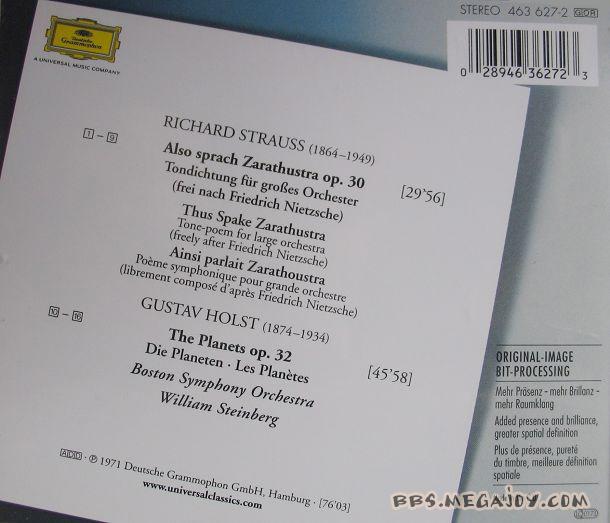 STEREO 463 627-2 GIOR
Deutsche
Grammophon
A UNIVERSAL MUSIC COMPANY
0 28946 36272 3
RICHARD STRAUSS (1864–1949)
1 – 9
Also sprach Zarathustra op. 30 [29'56]
Tondichtung für großes Orchester
(frei nach Friedrich Nietzsche)
Thus Spake Zarathustra
Tone-poem for large orchestra
(freely after Friedrich Nietzsche)
Ainsi parlait Zarathoustra
Poème symphonique pour grande orchestre
(librement composé d'après Friedrich Nietzsche)
GUSTAV HOLST (1874–1934)
10 – 16
The Planets op. 32 [45'58]
Die Planeten · Les Planètes
Boston Symphony Orchestra
William Steinberg
ADD · ℗ 1971 Deutsche Grammophon GmbH, Hamburg · [76'03]
www.universalclassics.com
ORIGINAL-IMAGE
BIT-PROCESSING
Mehr Präsenz – mehr Brillanz –
mehr Raumklang
Added presence and brilliance,
greater spatial definition
Plus de présence, pureté
du timbre, meilleure définition
spatiale
BBS.MEGAJOY.COM